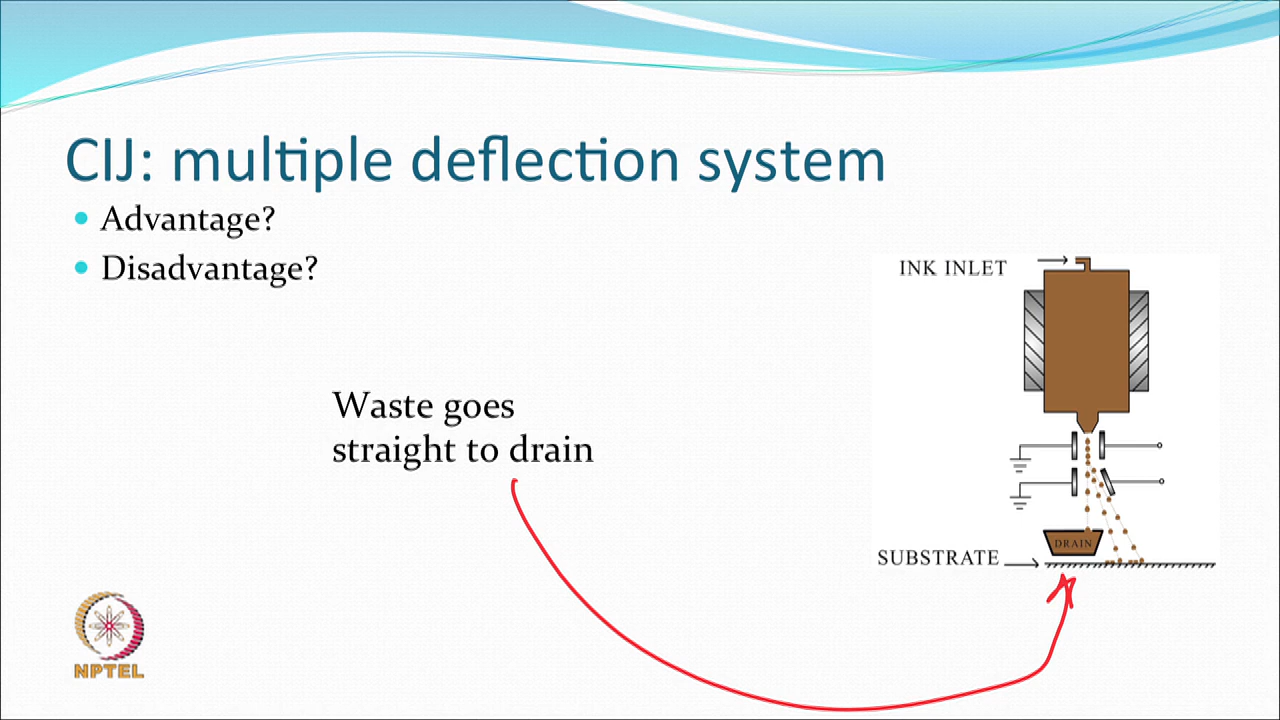 CIJ: multiple deflection system
Advantage?
Disadvantage?
Waste goes
straight to drain
INK INLET
DRAIN
SUBSTRATE
NPTEL